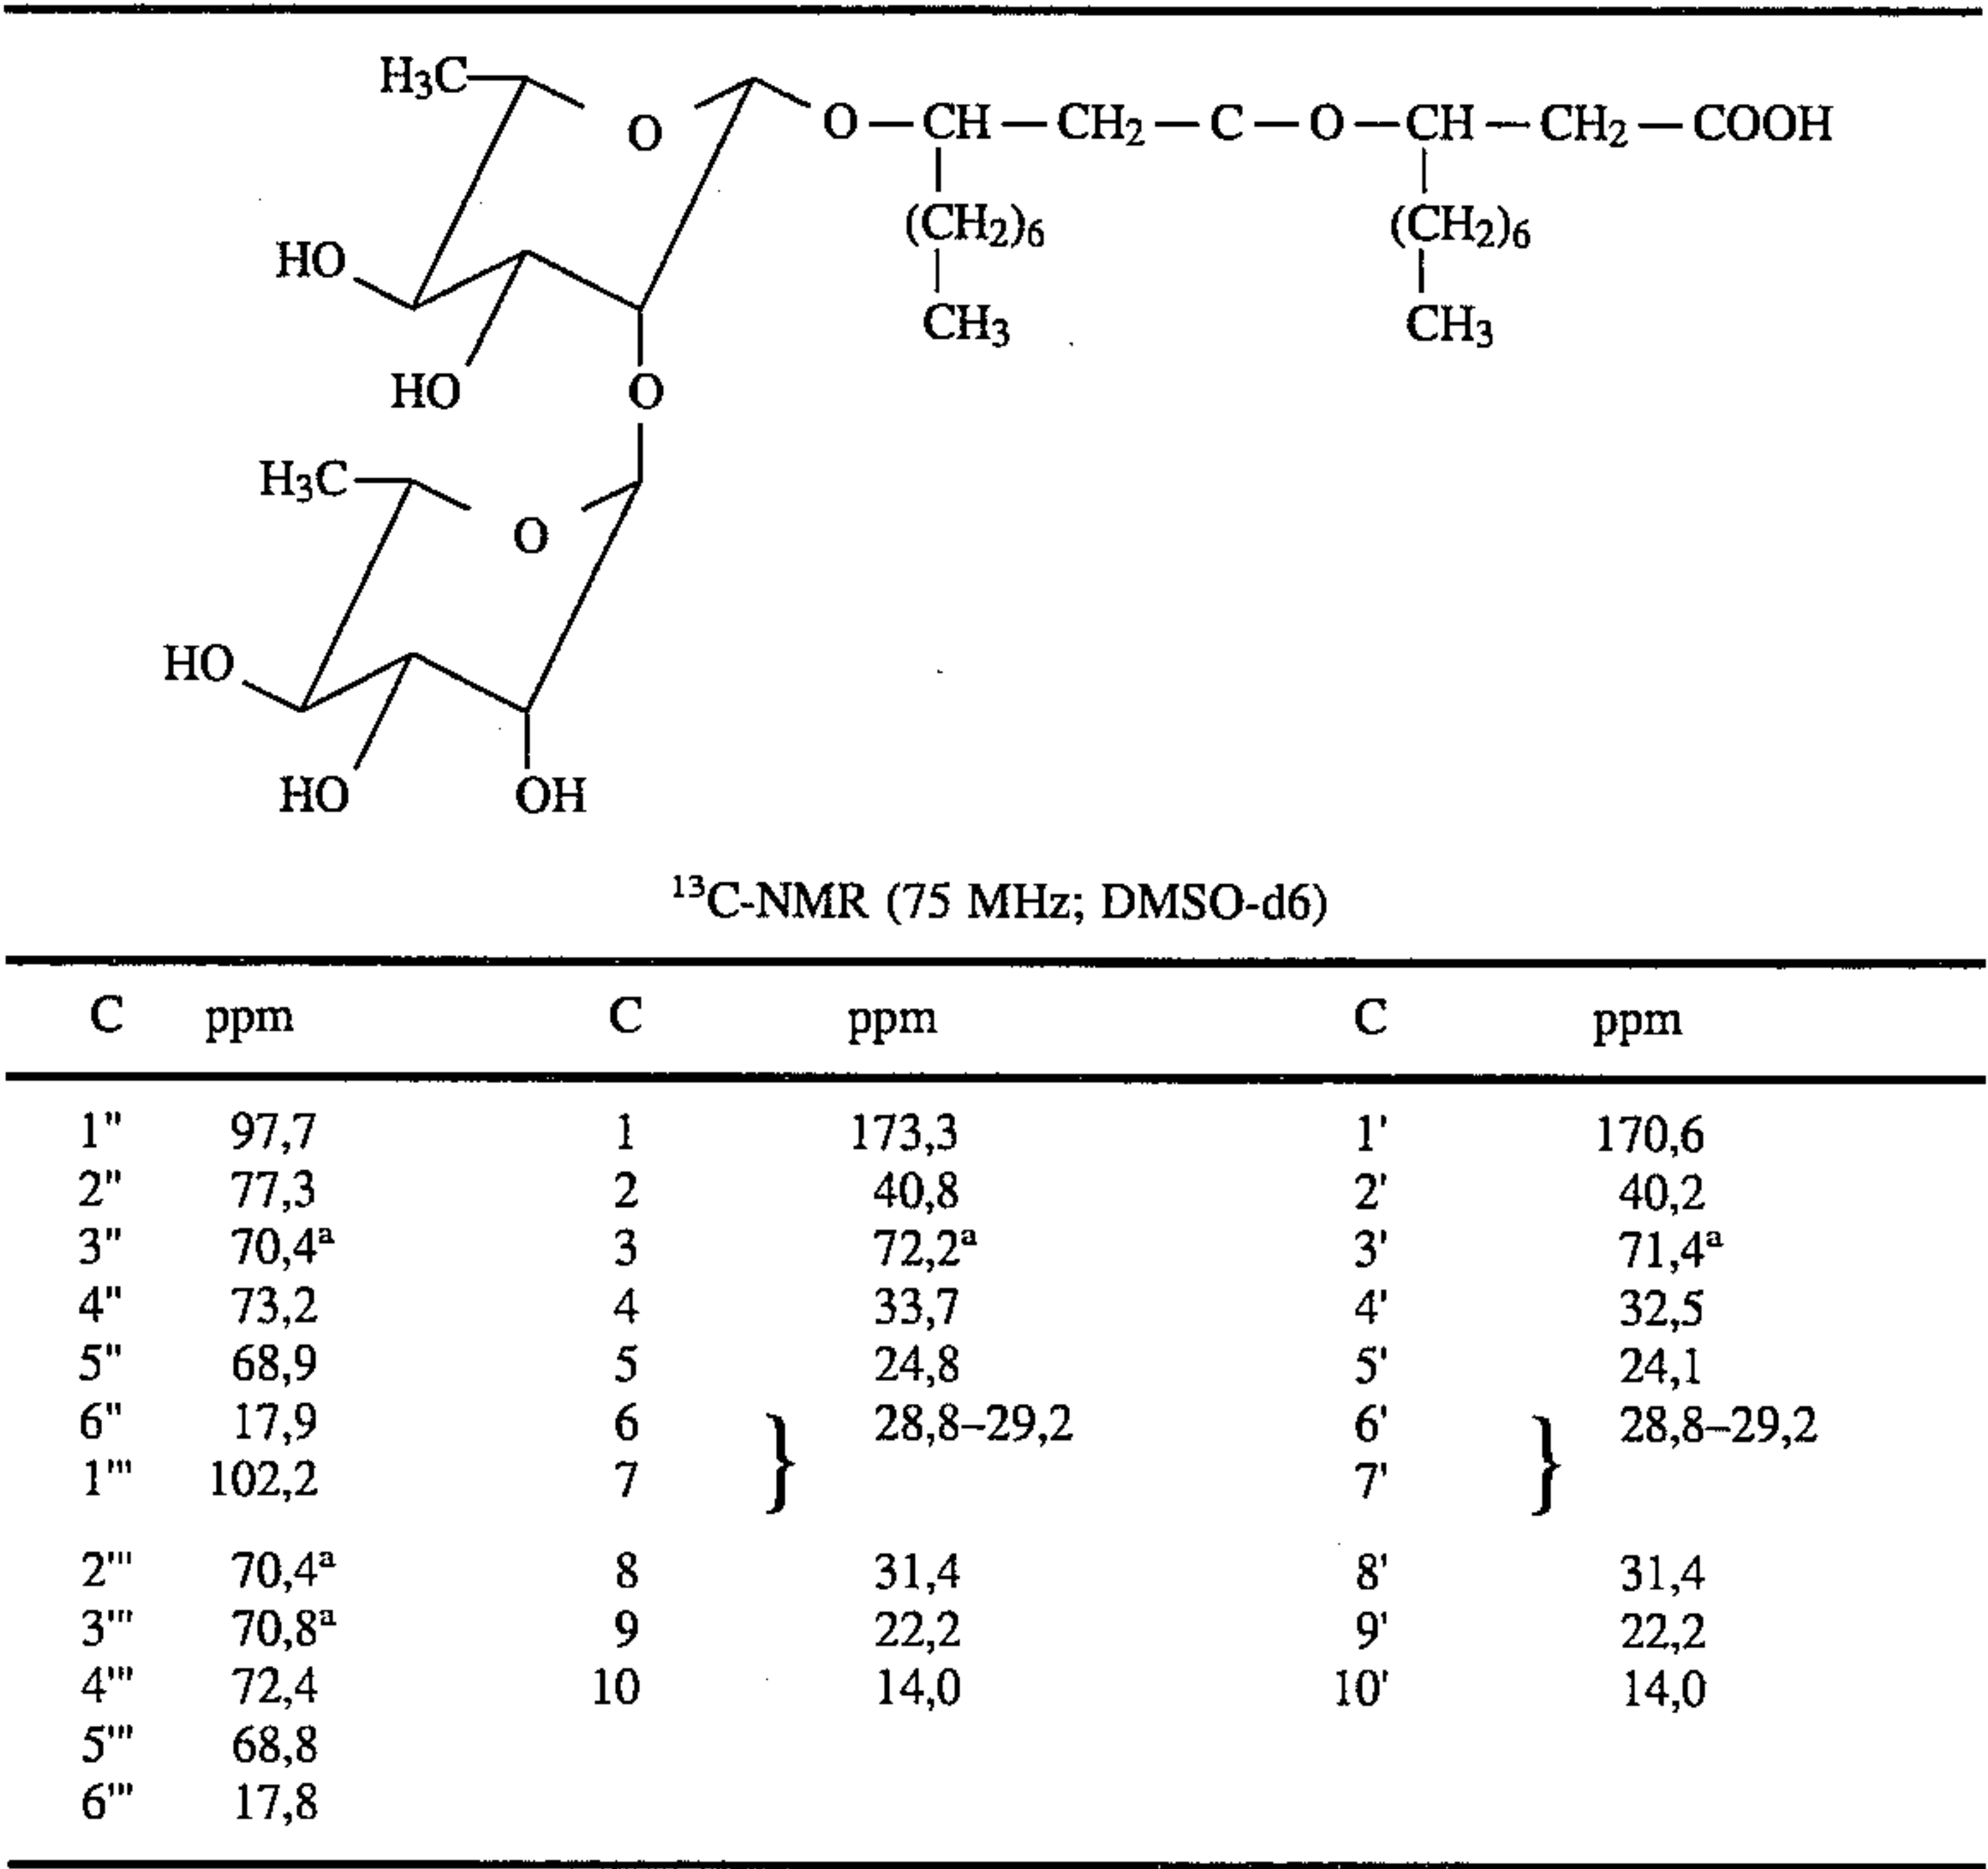 H₃C
O
O—CH—CH₂—C—O—CH—CH₂—COOH
(CH₂)₆ (CH₂)₆
HO
CH₃ CH₃
HO O
H₃C
O
HO
HO OH
¹³C-NMR (75 MHz; DMSO-d6)
C ppm C ppm C ppm
1" 97,7 1 173,3 1' 170,6
2" 77,3 2 40,8 2' 40,2
3" 70,4ᵃ 3 72,2ᵃ 3' 71,4ᵃ
4" 73,2 4 33,7 4' 32,5
5" 68,9 5 24,8 5' 24,1
6" 17,9 6 } 28,8–29,2 6' } 28,8–29,2
1"' 102,2 7 7'
2"' 70,4ᵃ 8 31,4 8' 31,4
3"' 70,8ᵃ 9 22,2 9' 22,2
4"' 72,4 10 14,0 10' 14,0
5"' 68,8
6"' 17,8